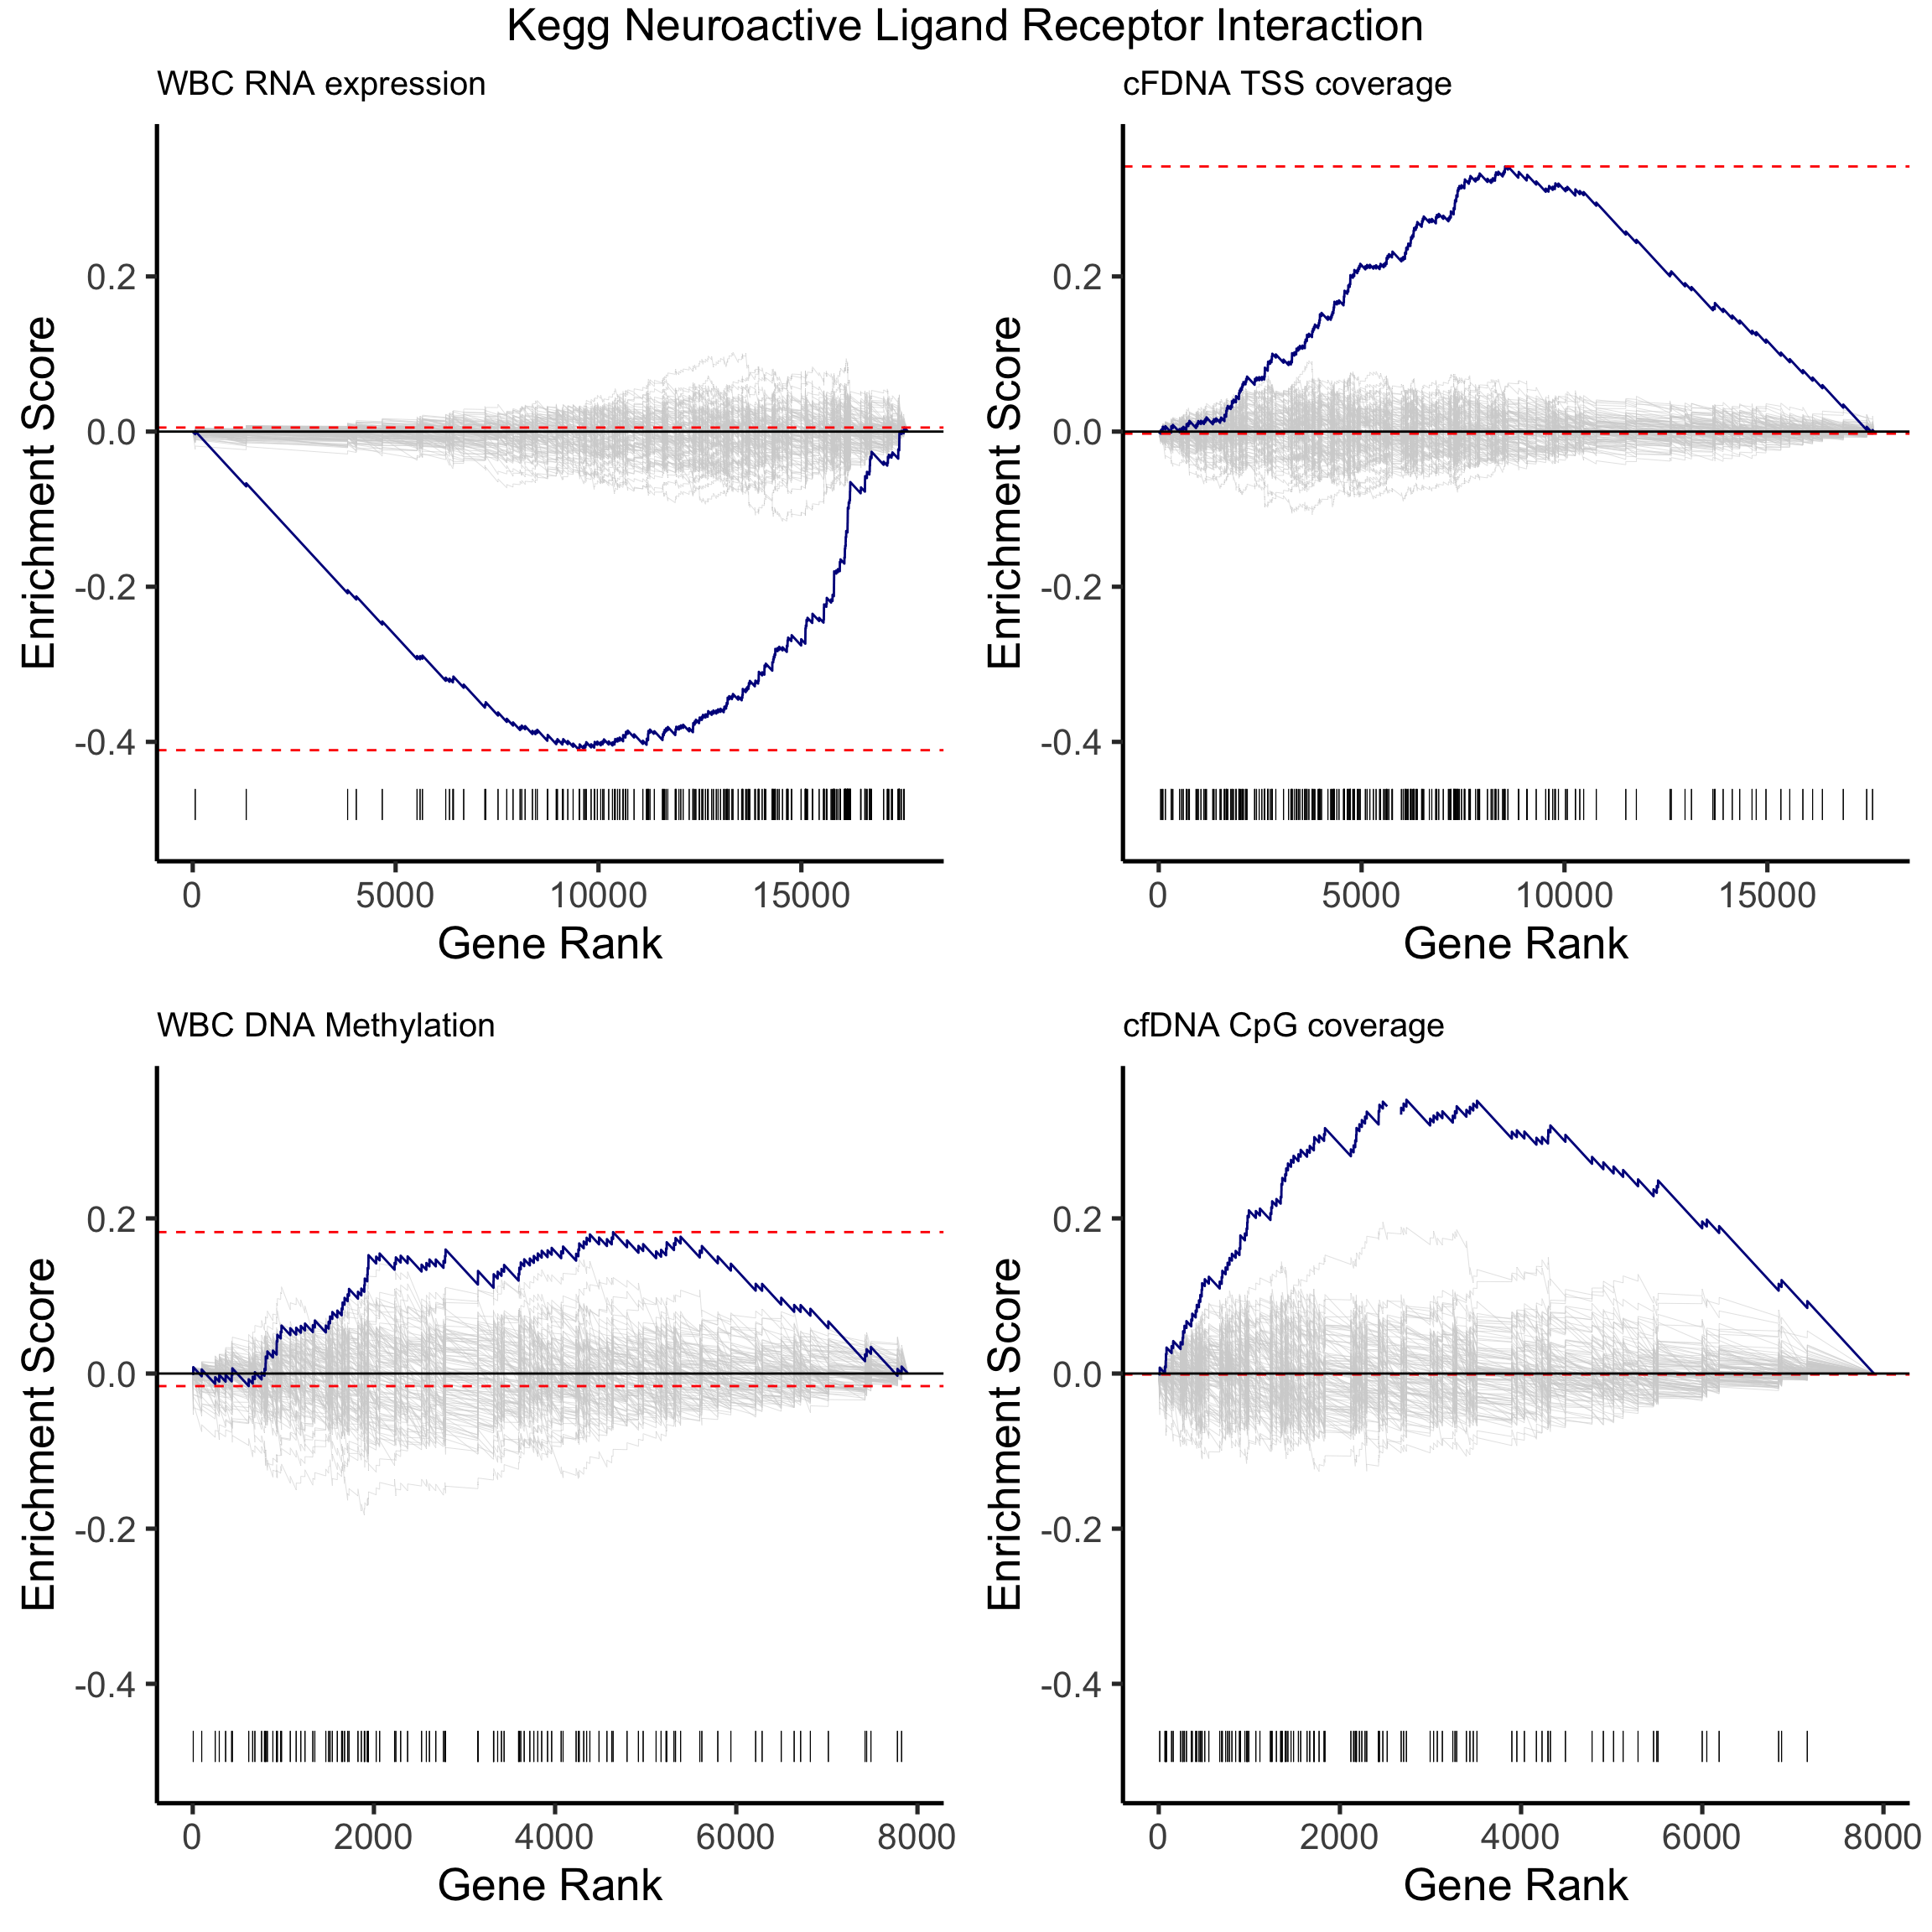 Kegg Neuroactive Ligand Receptor Interaction
WBC RNA expression
Enrichment Score
0.2
0.0
-0.2
-0.4
0 5000 10000 15000
Gene Rank
cFDNA TSS coverage
Enrichment Score
0.2
0.0
-0.2
-0.4
0 5000 10000 15000
Gene Rank
WBC DNA Methylation
Enrichment Score
0.2
0.0
-0.2
-0.4
0 2000 4000 6000 8000
Gene Rank
cfDNA CpG coverage
Enrichment Score
0.2
0.0
-0.2
-0.4
0 2000 4000 6000 8000
Gene Rank